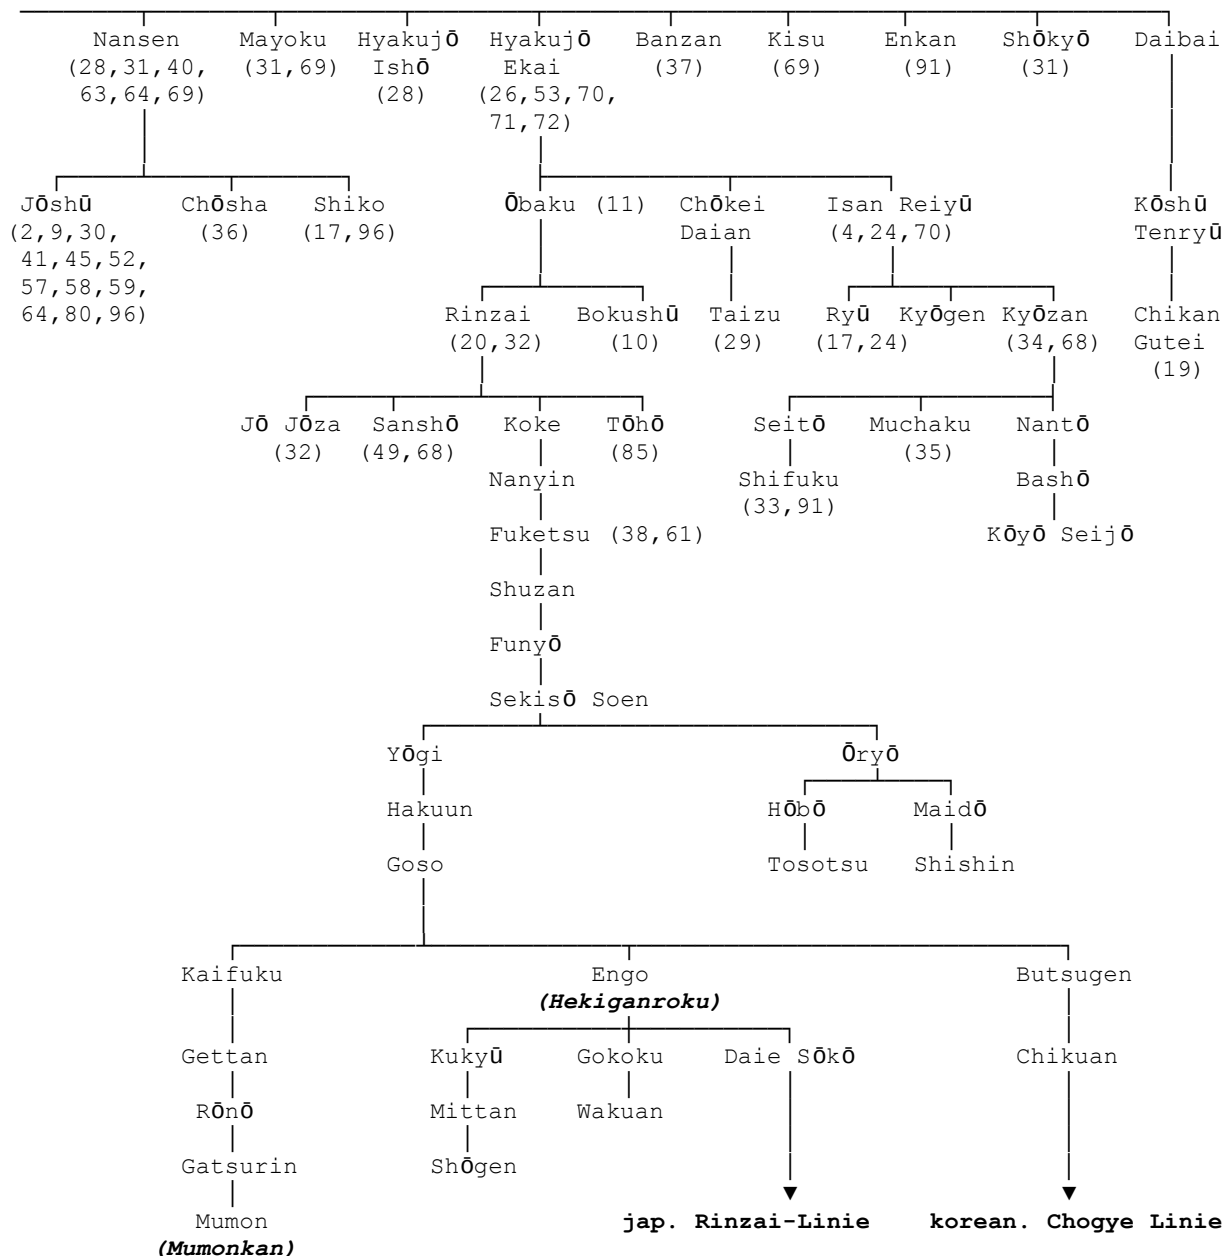 Nansen Mayoku Hyakujō Hyakujō Banzan Kisu Enkan Shōkyō Daibai
(28,31,40, (31,69) Ishō Ekai (37) (69) (91) (31)
63,64,69) (28) (26,53,70,
71,72)
Jōshū Chōsha Shiko Ōbaku (11) Chōkei Isan Reiyū Kōshū
(2,9,30, (36) (17,96) Daian (4,24,70) Tenryū
41,45,52,
57,58,59,
64,80,96) Rinzai Bokushū Taizu Ryū Kyōgen Kyōzan Chikan
(20,32) (10) (29) (17,24) (34,68) Gutei
(19)
Jō Jōza Sanshō Koke Tōhō Seitō Muchaku Nantō
(32) (49,68) (85) (35)
Nanyin Shifuku Bashō
(33,91)
Fuketsu (38,61) Kōyō Seijō
Shuzan
Funyō
Sekisō Soen
Yōgi Ōryō
Hakuun Hōbō Maidō
Goso Tosotsu Shishin
Kaifuku Engo Butsugen
(Hekiganroku)
Gettan Kukyū Gokoku Daie Sōkō Chikuan
Rōnō Mittan Wakuan
Gatsurin Shōgen
Mumon jap. Rinzai-Linie korean. Chogye Linie
(Mumonkan)